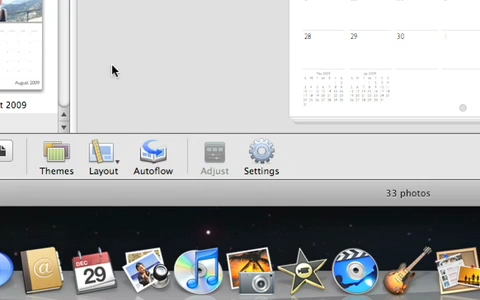 28
29
30
August 2009
t 2009
Themes
Layout
Autoflow
Adjust
Settings
33 photos
DEC
29
@